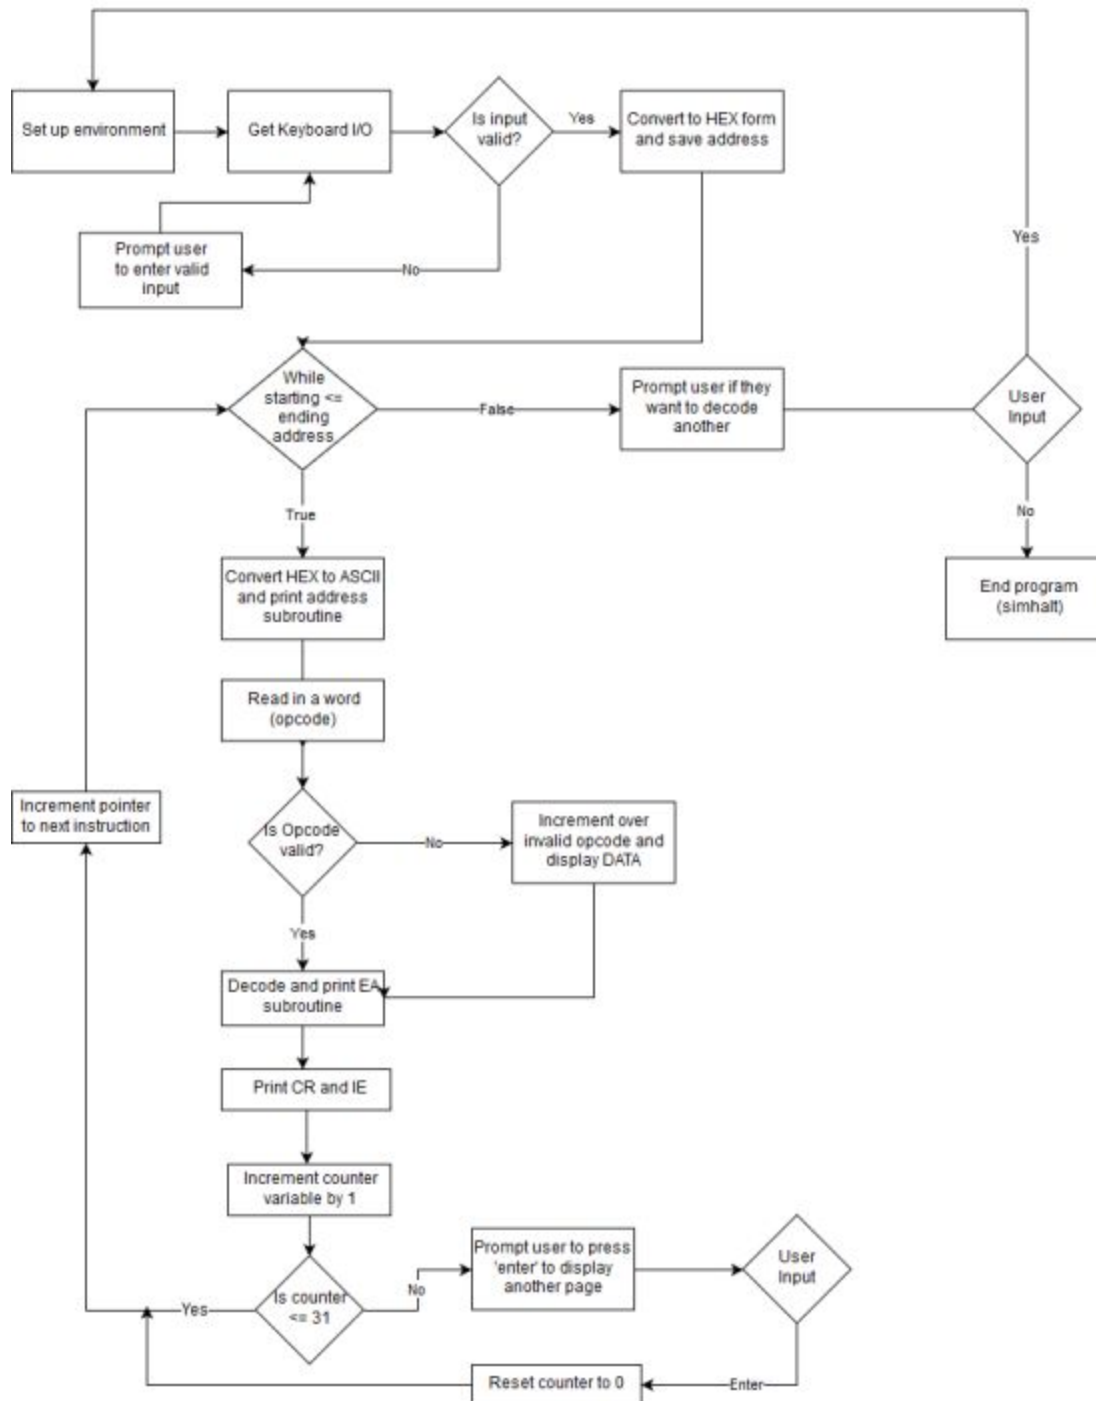 Set up environment
Get Keyboard I/O
Is input
valid?
Yes
Convert to HEX form
and save address
No
Prompt user
to enter valid
input
Yes
While
starting <=
ending
address
False
Prompt user if they
want to decode
another
User
Input
True
No
Convert HEX to ASCII
and print address
subroutine
End program
(simhalt)
Read in a word
(opcode)
Increment pointer
to next instruction
Is Opcode
valid?
No
Increment over
invalid opcode and
display DATA
Yes
Decode and print EA
subroutine
Print CR and IE
Increment counter
variable by 1
Is counter
<= 31
Yes
No
Prompt user to press
'enter' to display
another page
User
Input
Enter
Reset counter to 0